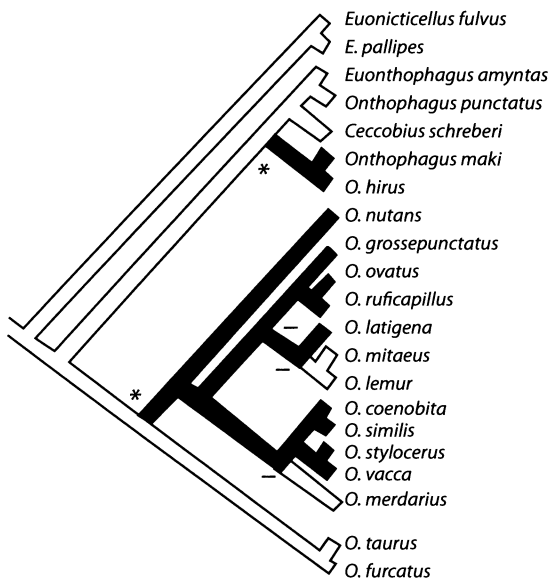 Euonicticellus fulvus
E. pallipes
Euonthophagus amyntas
Onthophagus punctatus
Ceccobius schreberi
Onthophagus maki
*
O. hirus
O. nutans
O. grossepunctatus
O. ovatus
O. ruficapillus
– O. latigena
O. mitaeus
–
O. lemur
*
O. coenobita
O. similis
O. stylocerus
– O. vacca
O. merdarius
O. taurus
O. furcatus